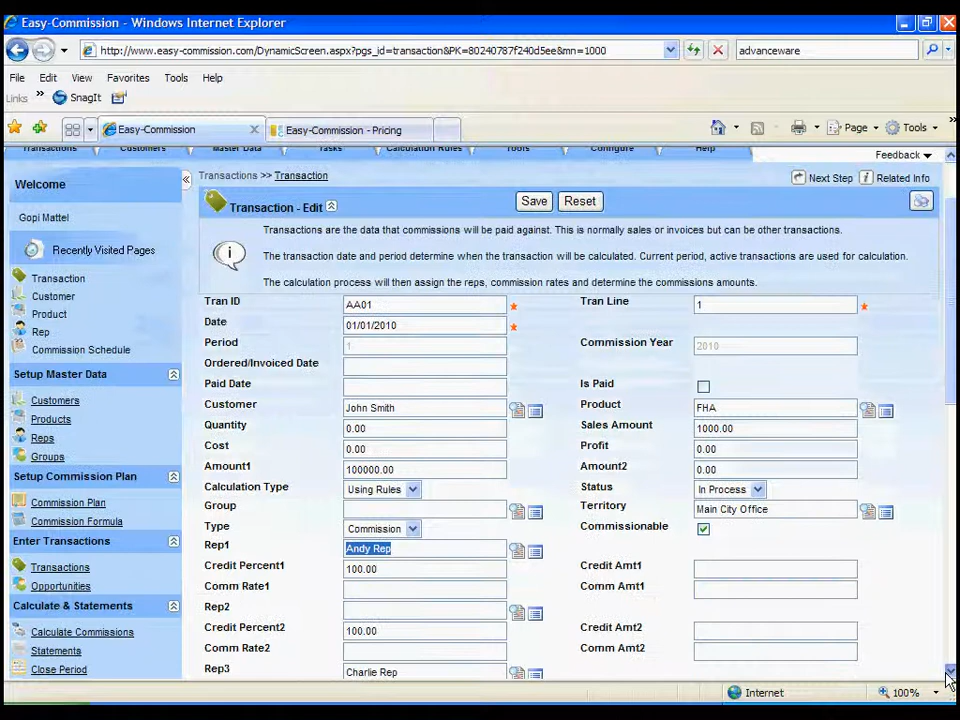 Easy-Commission - Windows Internet Explorer
http://www.easy-commission.com/DynamicScreen.aspx?pgs_id=transaction&PK=80240787f240d5ee&mn=1000
advanceware
File Edit View Favorites Tools Help
Links » SnagIt
Easy-Commission
Easy-Commission - Pricing
Page Tools
Transactions Customers Master Data Tasks Calculation Rules Tools Configure Help
Feedback
Welcome
Transactions >> Transaction
Next Step Related Info
Transaction - Edit
Save Reset
Gopi Mattel
Recently Visited Pages
Transaction
Customer
Product
Rep
Commission Schedule
Setup Master Data
Customers
Products
Reps
Groups
Setup Commission Plan
Commission Plan
Commission Formula
Enter Transactions
Transactions
Opportunities
Calculate & Statements
Calculate Commissions
Statements
Close Period
Transactions are the data that commissions will be paid against. This is normally sales or invoices but can be other transactions.
The transaction date and period determine when the transaction will be calculated. Current period, active transactions are used for calculation.
The calculation process will then assign the reps, commission rates and determine the commissions amounts.
Tran ID AA01 * Tran Line 1 *
Date 01/01/2010 *
Period 1 Commission Year 2010
Ordered/Invoiced Date
Paid Date Is Paid
Customer John Smith Product FHA
Quantity 0.00 Sales Amount 1000.00
Cost 0.00 Profit 0.00
Amount1 100000.00 Amount2 0.00
Calculation Type Using Rules Status In Process
Group Territory Main City Office
Type Commission Commissionable
Rep1 Andy Rep
Credit Percent1 100.00 Credit Amt1
Comm Rate1 Comm Amt1
Rep2
Credit Percent2 100.00 Credit Amt2
Comm Rate2 Comm Amt2
Rep3 Charlie Rep
Internet 100%